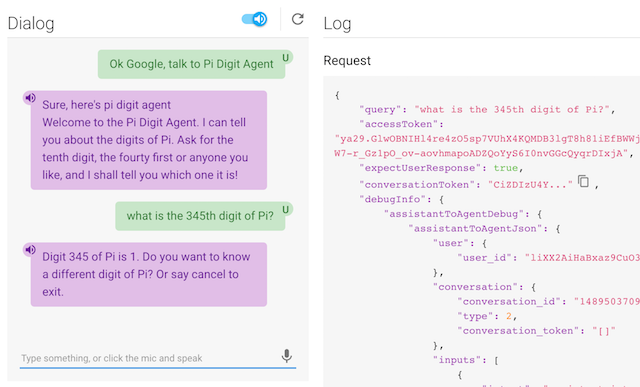 Dialog
Ok Google, talk to Pi Digit Agent
U
Sure, here's pi digit agent
Welcome to the Pi Digit Agent. I can tell
you about the digits of Pi. Ask for the
tenth digit, the fourty first or anyone you
like, and I shall tell you which one it is!
what is the 345th digit of Pi?
U
Digit 345 of Pi is 1. Do you want to know
a different digit of Pi? Or say cancel to
exit.
Type something, or click the mic and speak
Log
Request
{
"query": "what is the 345th digit of Pi?",
"accessToken":
"ya29.GlwOBNIHl4re4zO5sp7VUhX4KQMDB3lgT8h81iEfBWWj
W7-r_Gz1pO_ov-aovhmapoADZQoYyS6I0nvGGcQyqrDIxjA",
"expectUserResponse": true,
"conversationToken": "CiZDIzU4Y..." ,
"debugInfo": {
"assistantToAgentDebug": {
"assistantToAgentJson": {
"user": {
"user_id": "liXX2AiHaBxaz9CuO3
},
"conversation": {
"conversation_id": "1489503709
"type": 2,
"conversation_token": "[]"
},
"inputs": [
{